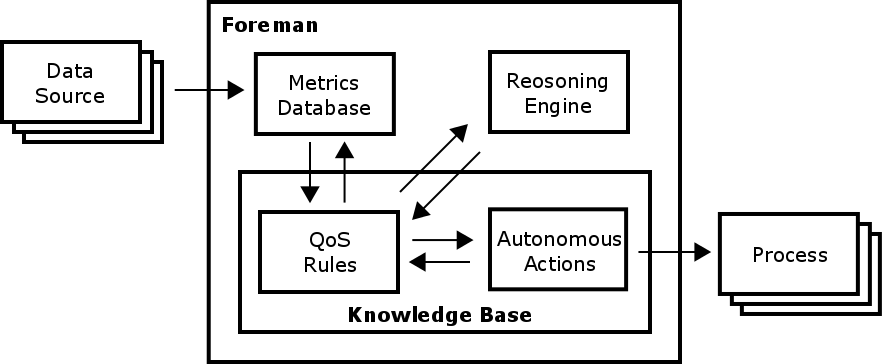 Foreman
Data
Source
Metrics
Database
Reosoning
Engine
QoS
Rules
Autonomous
Actions
Process
Knowledge Base